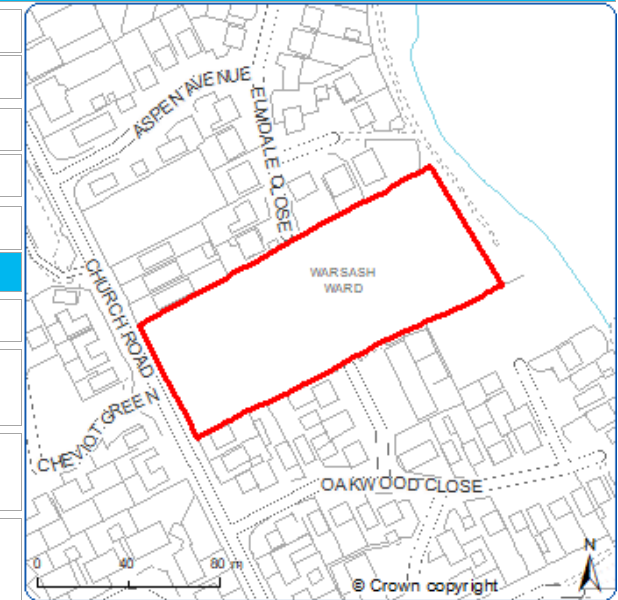 ASPEN AVENUE
ELMDALE CLOSE
WARSASH
WARD
CHURCH ROAD
CHEVIOT GREEN
OAKWOOD CLOSE
0 40 80 m
N
© Crown copyright